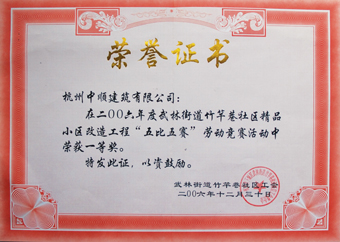 荣誉证书
杭州中顺建筑有限公司：
在二00六年度武林街道竹竿巷社区精品
小区改造工程“五比五赛”劳动竞赛活动中
荣获一等奖。
特发此证，以资鼓励。
武林街道竹竿巷社区工会
二00六年十二月三十日